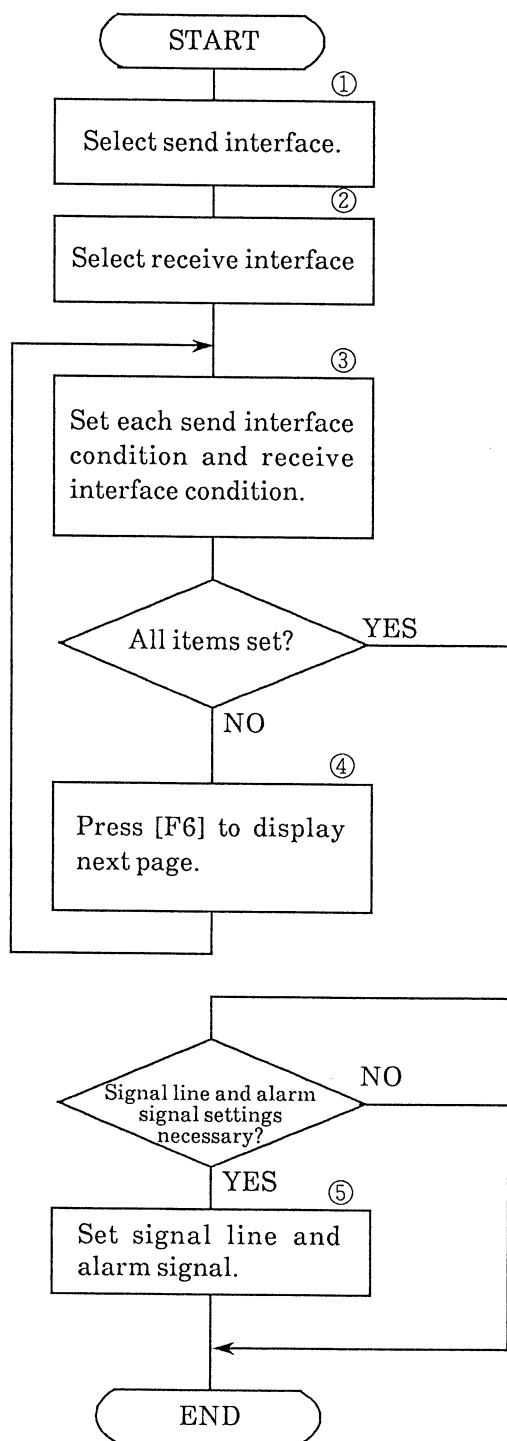 START
①
Select send interface.
②
Select receive interface
③
Set each send interface
condition and receive
interface condition.
All items set?
YES
NO
④
Press [F6] to display
next page.
Signal line and alarm
signal settings
necessary?
NO
YES
⑤
Set signal line and
alarm signal.
END